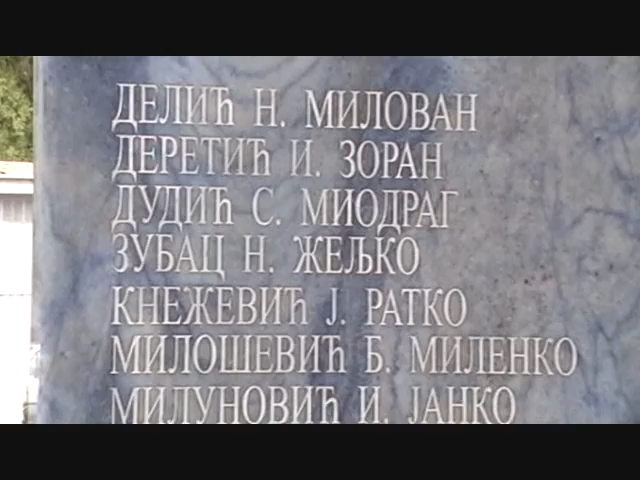 ДЕЛИЋ Н. МИЛОВАН
ДЕРЕТИЋ И. ЗОРАН
ДУДИЋ С. МИОДРАГ
ЗУБАЦ Н. ЖЕЉКО
КНЕЖЕВИЋ Ј. РАТКО
МИЛОШЕВИЋ Б. МИЛЕНКО
МИЛУНОВИЋ И. ЈАНКО